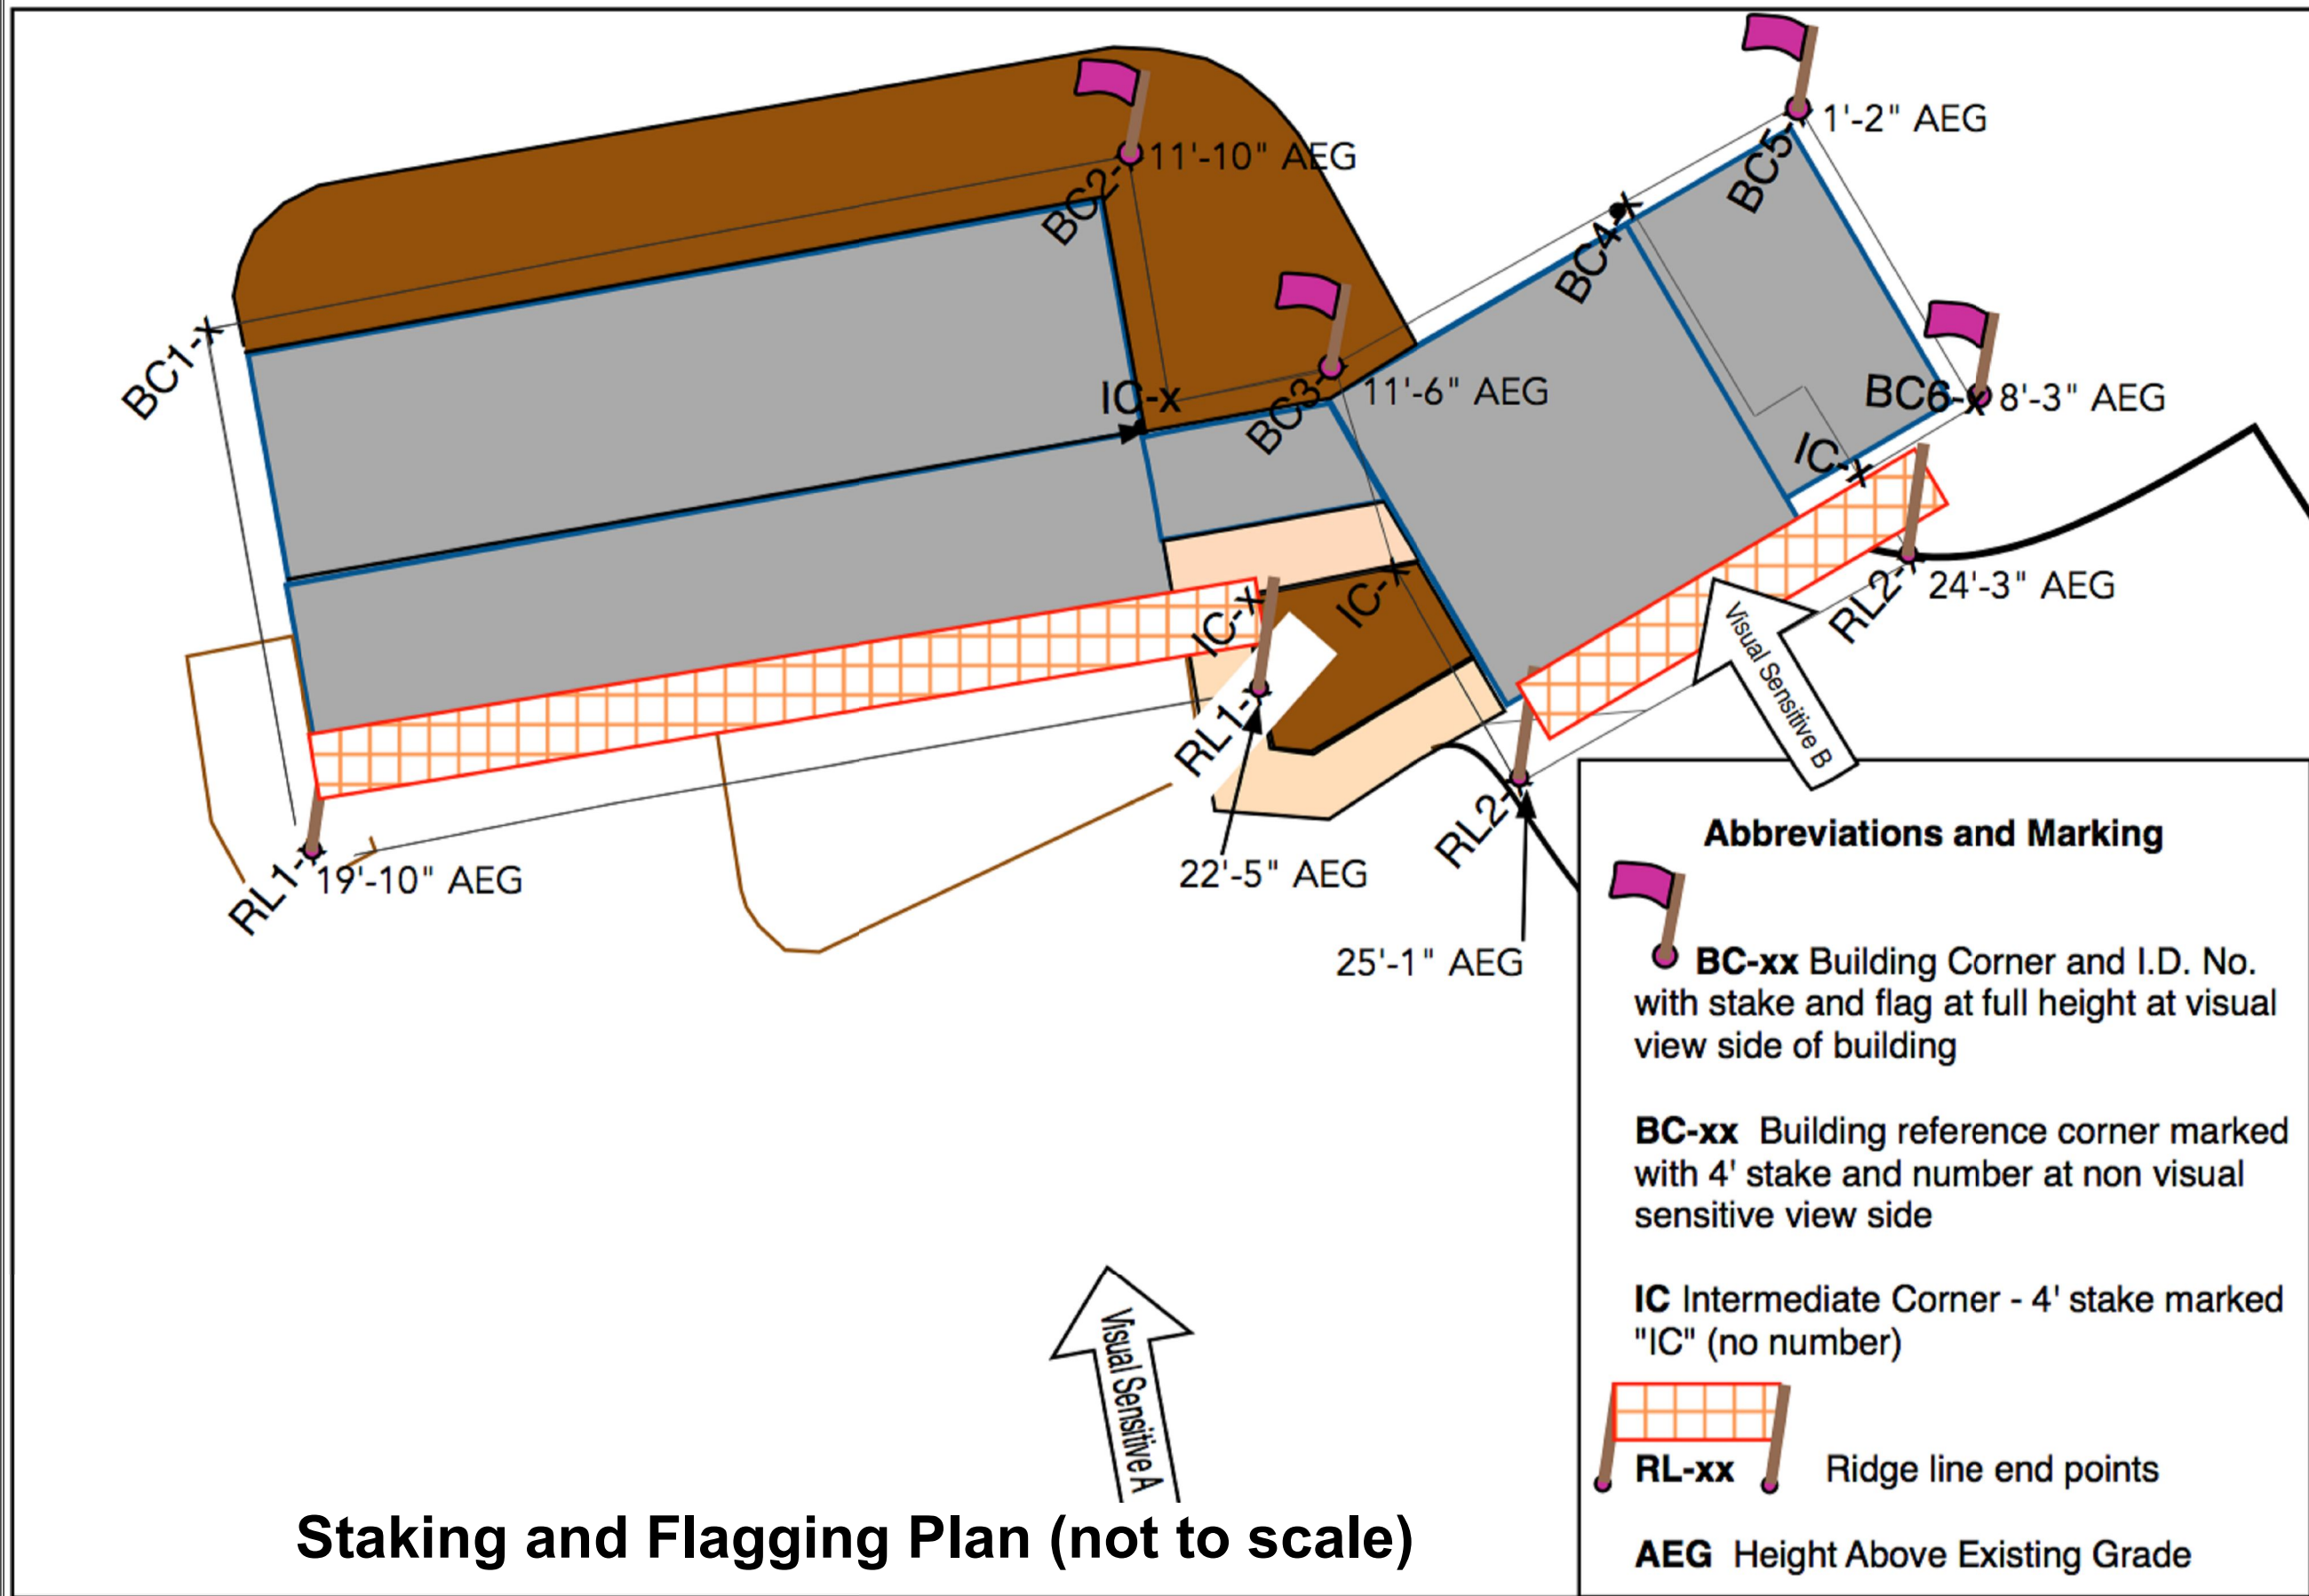 1'-2" AEG
BC5-x
11'-10" AEG
BC2-x
BC4-x
BC1-x
IC-x
BC3-x
11'-6" AEG
BC6-x
8'-3" AEG
IC-x
IC-x
IC-x
RL2-x
24'-3" AEG
Visual Sensitive B
RL1-x
RL2-x
RL1-x
19'-10" AEG
22'-5" AEG
25'-1" AEG
Abbreviations and Marking
BC-xx Building Corner and I.D. No.
with stake and flag at full height at visual
view side of building
BC-xx Building reference corner marked
with 4' stake and number at non visual
sensitive view side
IC Intermediate Corner - 4' stake marked
"IC" (no number)
RL-xx Ridge line end points
AEG Height Above Existing Grade
Visual Sensitive A
Staking and Flagging Plan (not to scale)